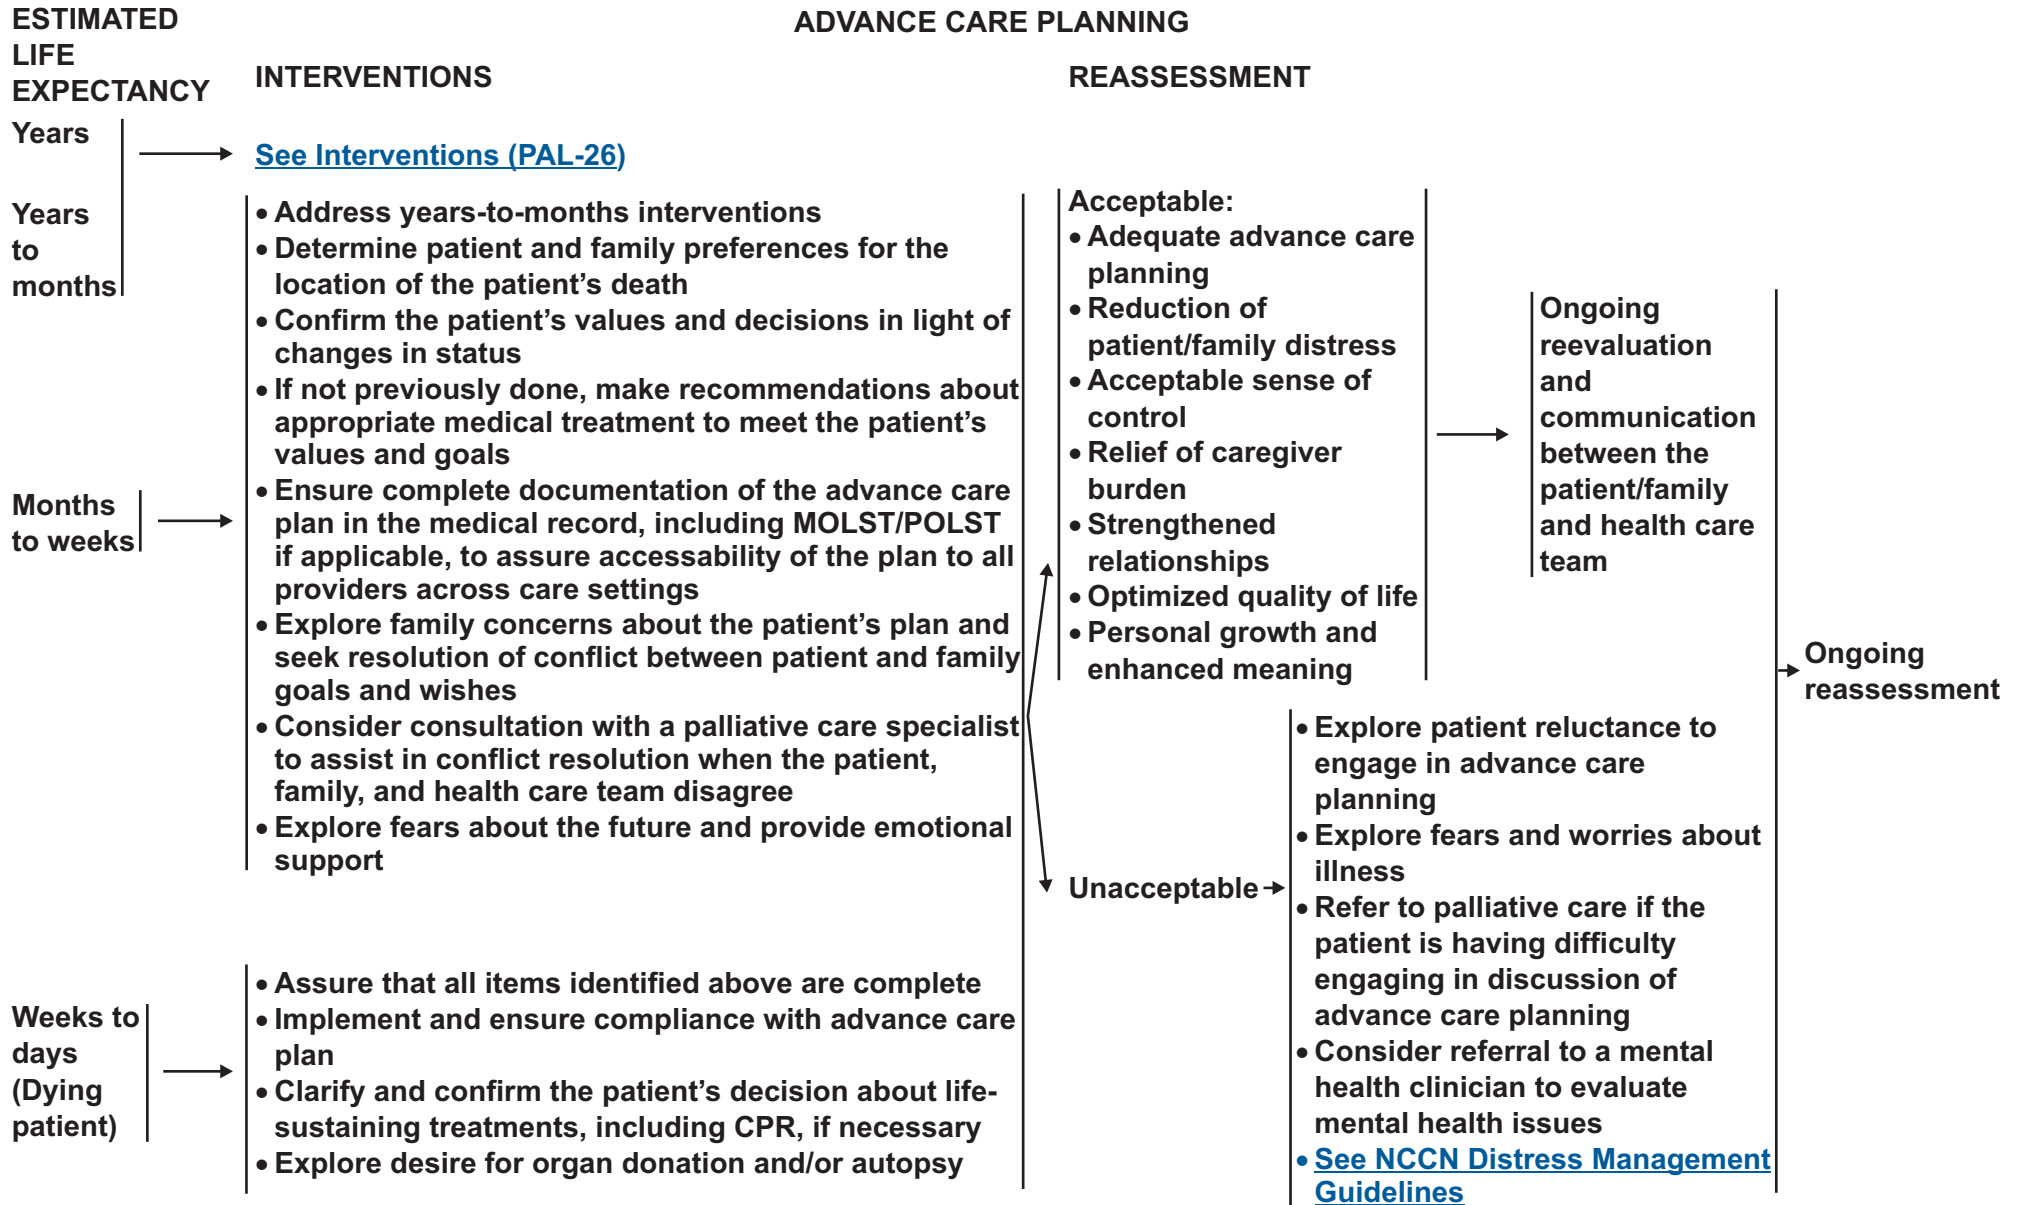 ESTIMATED
LIFE
EXPECTANCY
ADVANCE CARE PLANNING
INTERVENTIONS
REASSESSMENT
Years
See Interventions (PAL-26)
Years
to
months
Months
to weeks
• Address years-to-months interventions
• Determine patient and family preferences for the
location of the patient’s death
• Confirm the patient’s values and decisions in light of
changes in status
• If not previously done, make recommendations about
appropriate medical treatment to meet the patient’s
values and goals
• Ensure complete documentation of the advance care
plan in the medical record, including MOLST/POLST
if applicable, to assure accessability of the plan to all
providers across care settings
• Explore family concerns about the patient’s plan and
seek resolution of conflict between patient and family
goals and wishes
• Consider consultation with a palliative care specialist
to assist in conflict resolution when the patient,
family, and health care team disagree
• Explore fears about the future and provide emotional
support
Weeks to
days
(Dying
patient)
• Assure that all items identified above are complete
• Implement and ensure compliance with advance care
plan
• Clarify and confirm the patient’s decision about life-
sustaining treatments, including CPR, if necessary
• Explore desire for organ donation and/or autopsy
Acceptable:
• Adequate advance care
planning
• Reduction of
patient/family distress
• Acceptable sense of
control
• Relief of caregiver
burden
• Strengthened
relationships
• Optimized quality of life
• Personal growth and
enhanced meaning
Ongoing
reevaluation
and
communication
between the
patient/family
and health care
team
Unacceptable
• Explore patient reluctance to
engage in advance care
planning
• Explore fears and worries about
illness
• Refer to palliative care if the
patient is having difficulty
engaging in discussion of
advance care planning
• Consider referral to a mental
health clinician to evaluate
mental health issues
• See NCCN Distress Management
Guidelines
Ongoing
reassessment